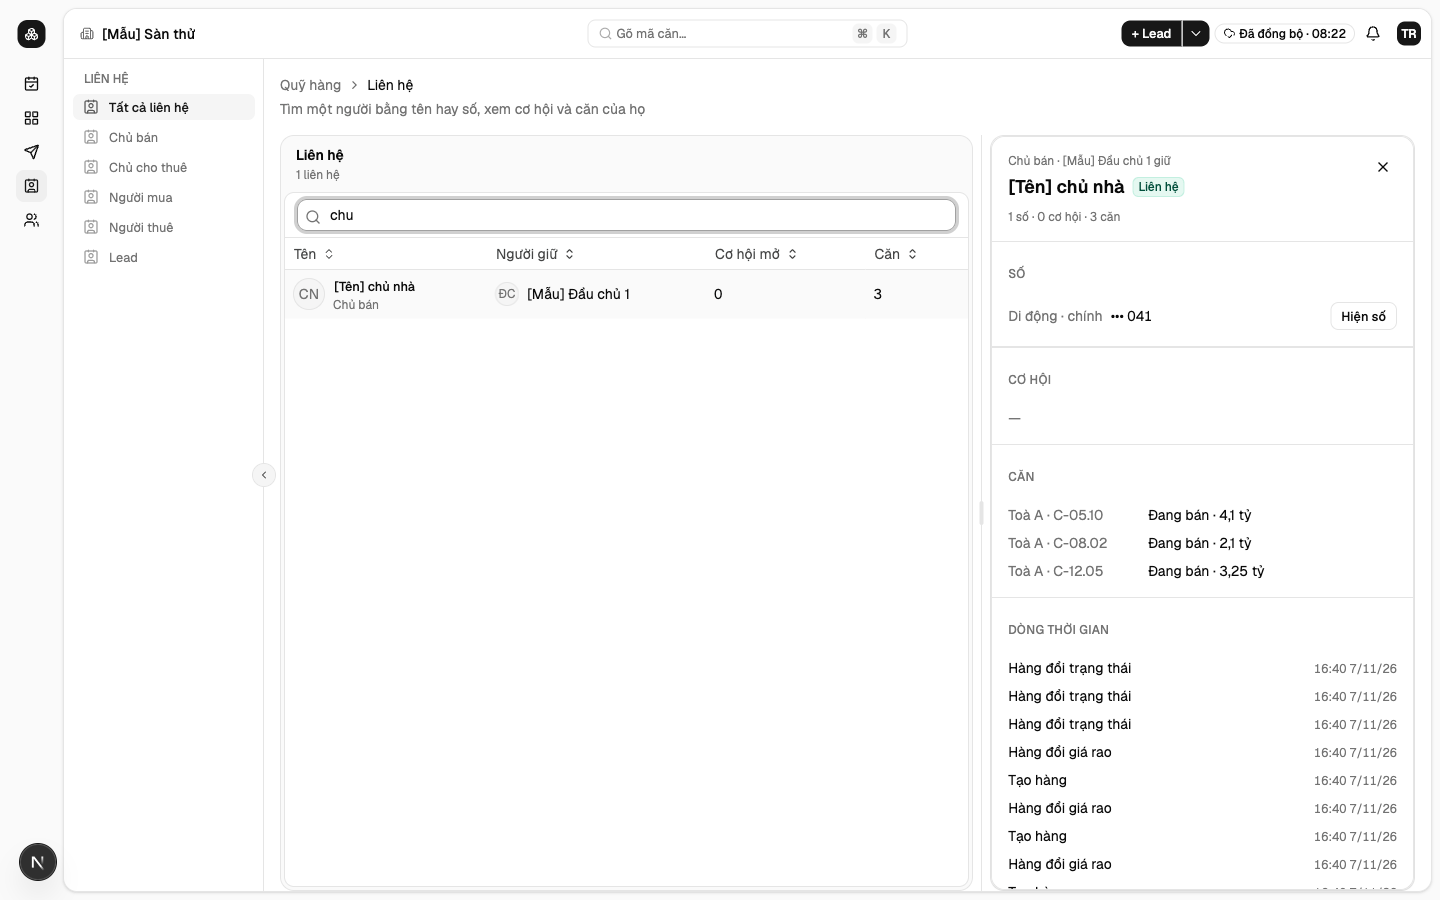 [Mẫu] Sàn thử
Gõ mã căn...
⌘ K
+ Lead
Đã đồng bộ · 08:22
TR
LIÊN HỆ
Tất cả liên hệ
Chủ bán
Chủ cho thuê
Người mua
Người thuê
Lead
Quỹ hàng > Liên hệ
Tìm một người bằng tên hay số, xem cơ hội và căn của họ
Liên hệ
1 liên hệ
chu
Tên Người giữ Cơ hội mở Căn
CN [Tên] chủ nhà ĐC [Mẫu] Đầu chủ 1 0 3
Chủ bán
Chủ bán · [Mẫu] Đầu chủ 1 giữ
[Tên] chủ nhà Liên hệ
1 số · 0 cơ hội · 3 căn
SỐ
Di động · chính ••• 041 Hiện số
CƠ HỘI
—
CĂN
Toà A · C-05.10 Đang bán · 4,1 tỷ
Toà A · C-08.02 Đang bán · 2,1 tỷ
Toà A · C-12.05 Đang bán · 3,25 tỷ
DÒNG THỜI GIAN
Hàng đổi trạng thái 16:40 7/11/26
Hàng đổi trạng thái 16:40 7/11/26
Hàng đổi trạng thái 16:40 7/11/26
Hàng đổi giá rao 16:40 7/11/26
Tạo hàng 16:40 7/11/26
Hàng đổi giá rao 16:40 7/11/26
Tạo hàng 16:40 7/11/26
Hàng đổi giá rao 16:40 7/11/26
N